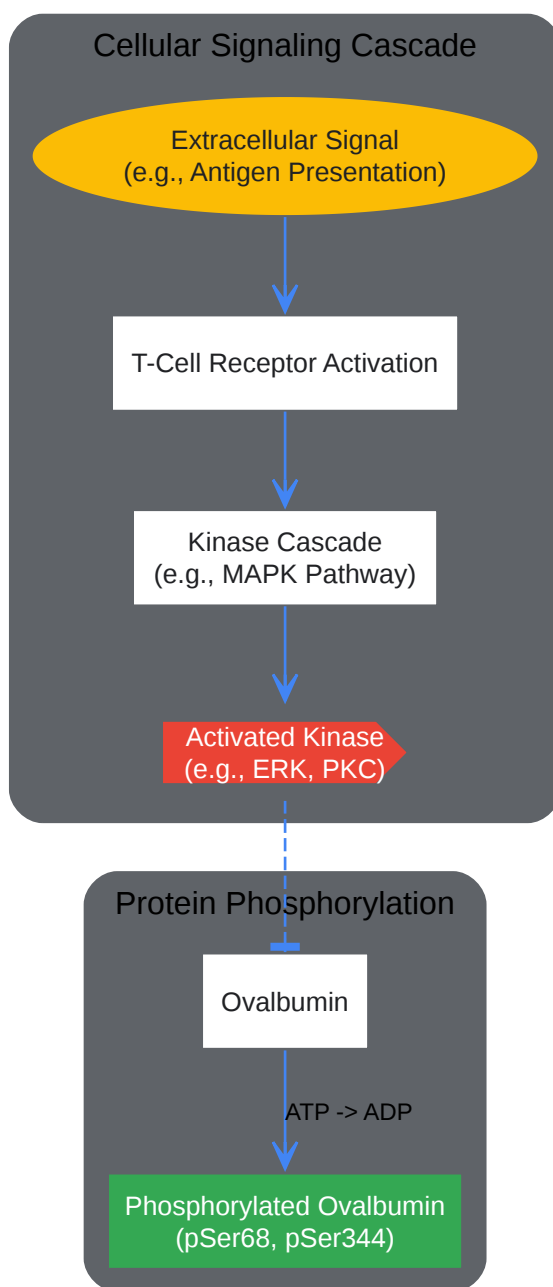 Cellular Signaling Cascade
Extracellular Signal
(e.g., Antigen Presentation)
T-Cell Receptor Activation
Kinase Cascade
(e.g., MAPK Pathway)
Activated Kinase
(e.g., ERK, PKC)
Protein Phosphorylation
Ovalbumin
ATP -> ADP
Phosphorylated Ovalbumin
(pSer68, pSer344)